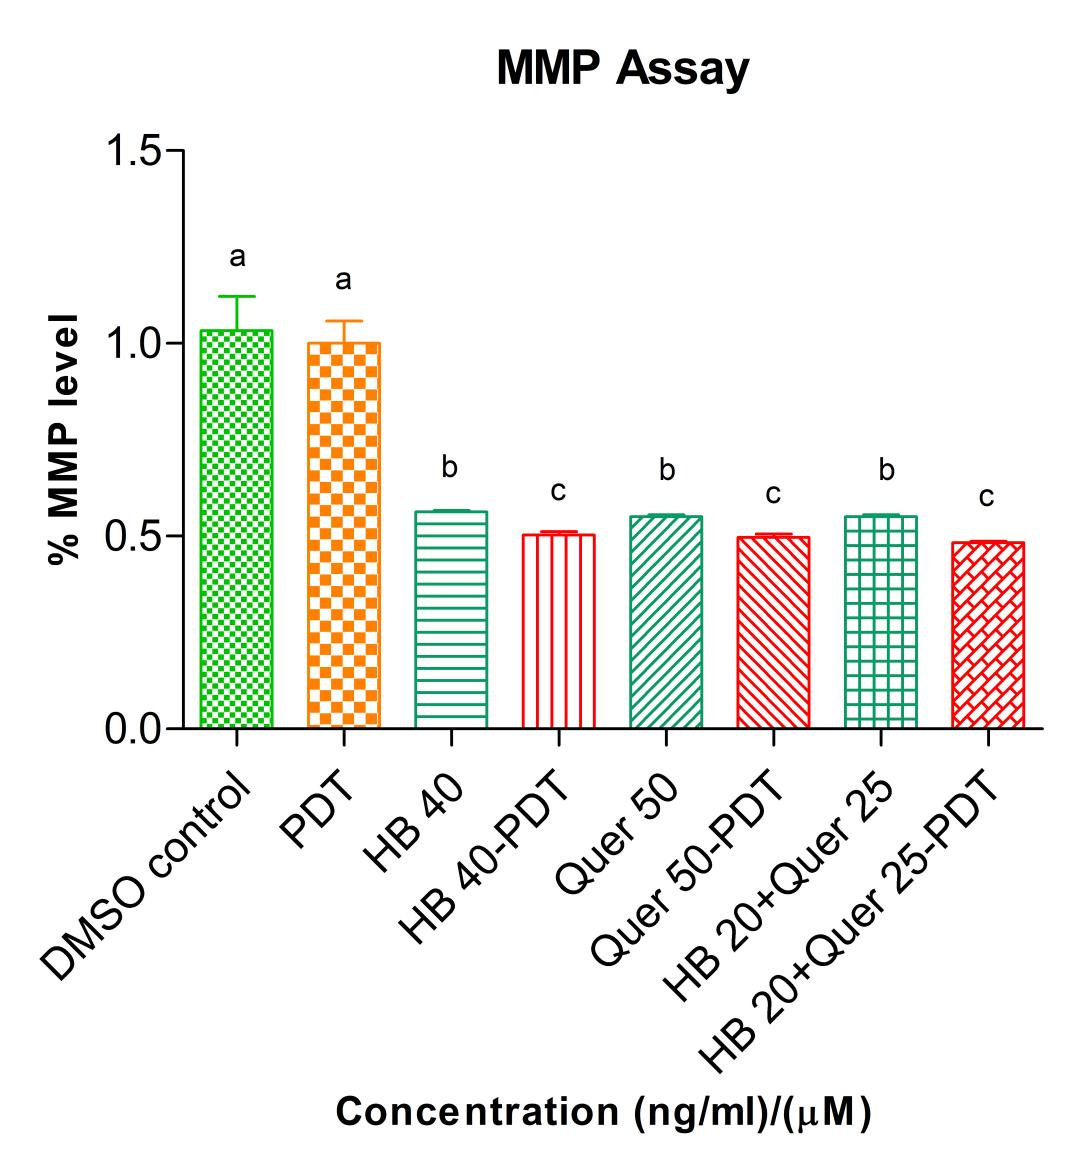 MMP Assay
1.5
1.0
0.5
0.0
% MMP level
a
a
b
c
b
c
b
c
DMSO control
PDT
HB 40
HB 40-PDT
Quer 50
Quer 50-PDT
HB 20+Quer 25
HB 20+Quer 25-PDT
Concentration (ng/ml)/(μM)